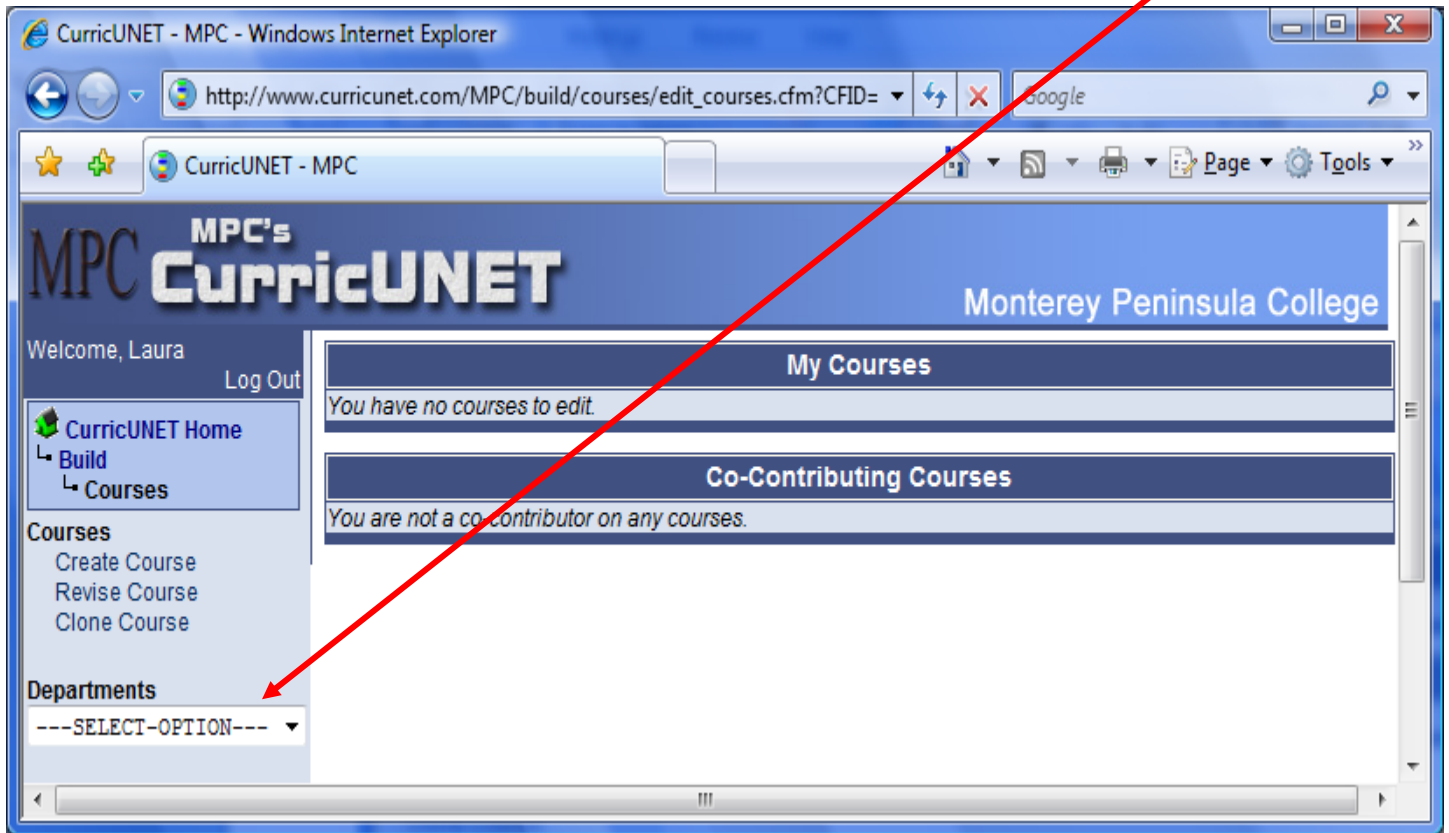 CurricUNET - MPC - Windows Internet Explorer
http://www.curricunet.com/MPC/build/courses/edit_courses.cfm?CFID=
Google
CurricUNET - MPC
Page
Tools
MPC
MPC's
CurricUNET
Monterey Peninsula College
Welcome, Laura
Log Out
CurricUNET Home
Build
Courses
Courses
Create Course
Revise Course
Clone Course
Departments
---SELECT-OPTION---
My Courses
You have no courses to edit.
Co-Contributing Courses
You are not a co-contributor on any courses.